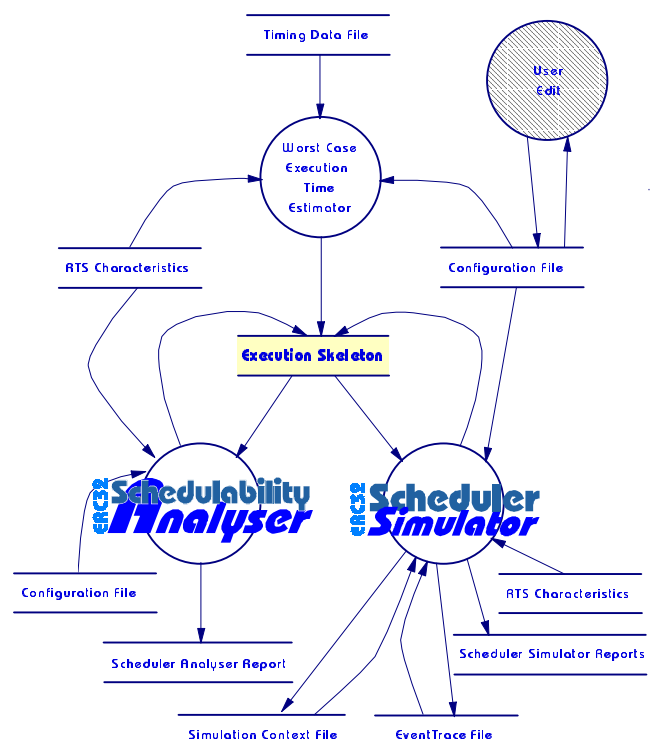 Timing Data File
User
Edit
Worst Case
Execution
Time
Estimator
RTS Characteristics
Configuration File
Execution Skeleton
ERC32
Schedulability
Analyser
ERC32
Scheduler
Simulator
Configuration File
RTS Characteristics
Scheduler Analyser Report
Scheduler Simulator Reports
Simulation Context File
EventTrace File